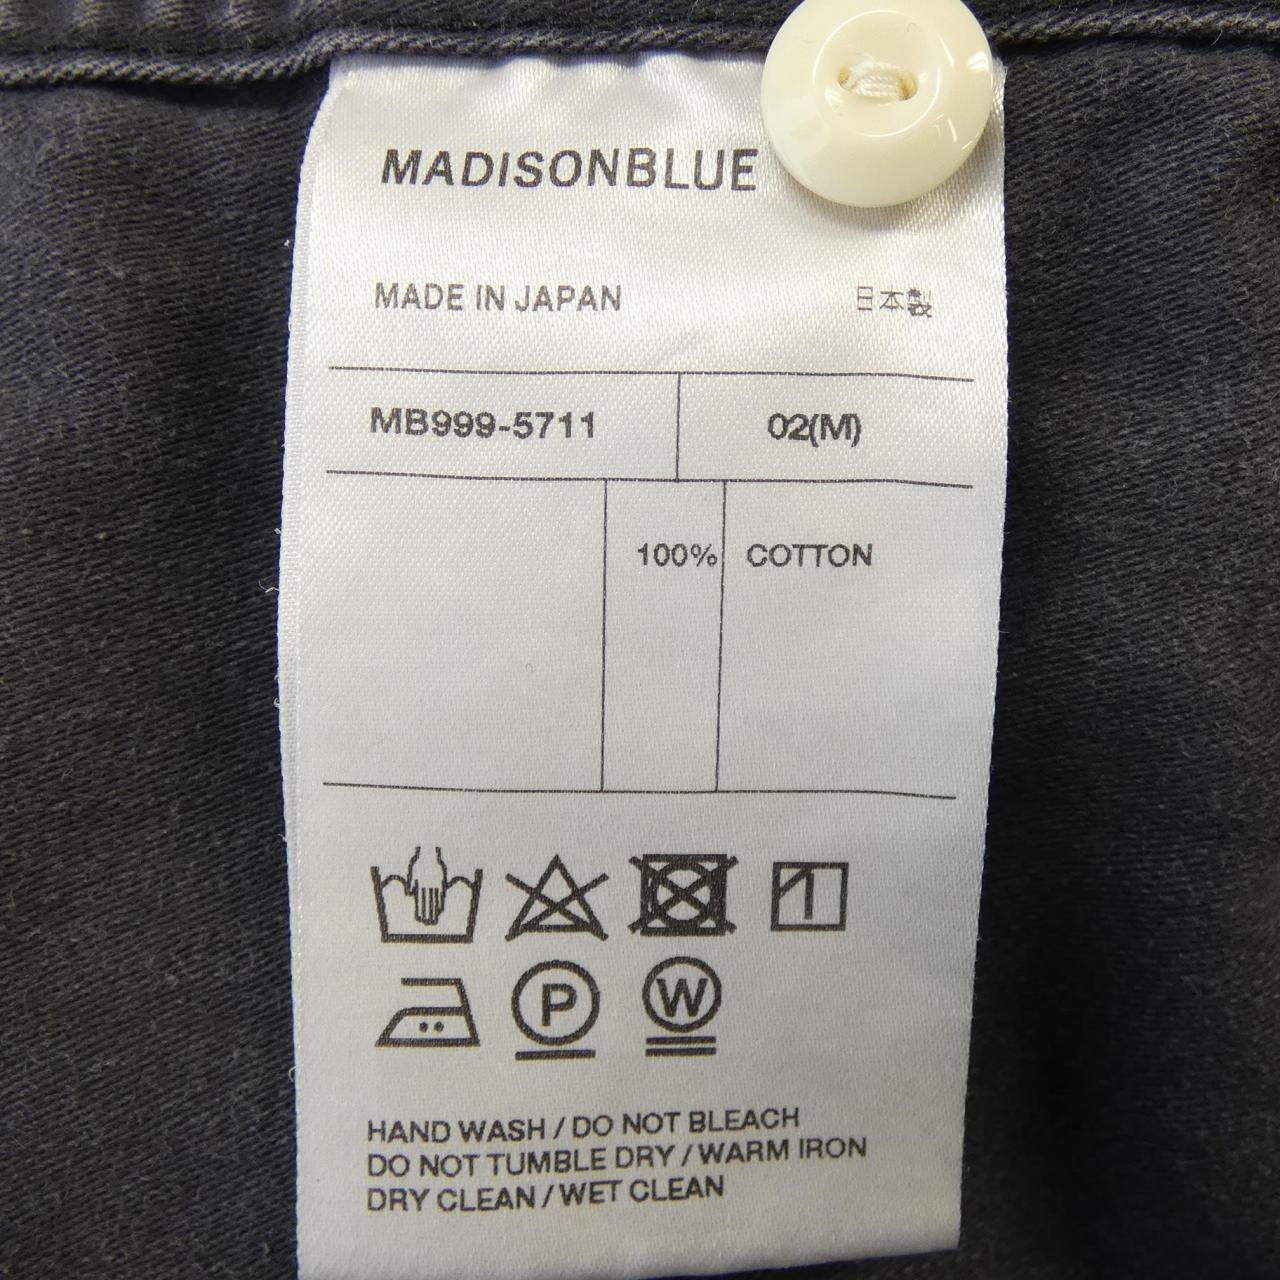 MADISONBLUE
MADE IN JAPAN 日本製
MB999-5711 02(M)
100% COTTON
P W
HAND WASH / DO NOT BLEACH
DO NOT TUMBLE DRY / WARM IRON
DRY CLEAN / WET CLEAN